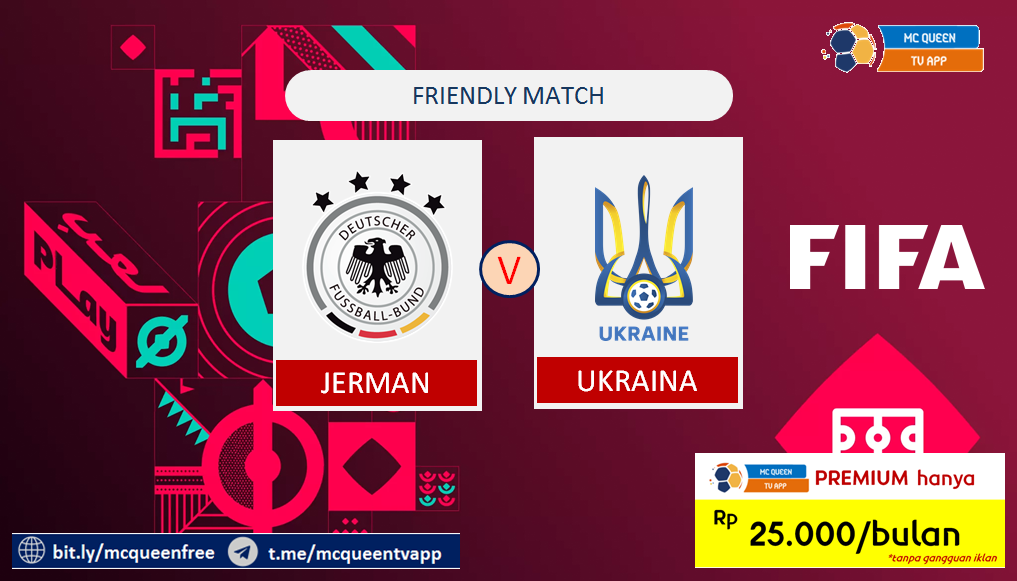 MC QUEEN
TV APP
FRIENDLY MATCH
DEUTSCHER
FUSSBALL-BUND
V
UKRAINE
JERMAN
UKRAINA
FIFA
Play
MC QUEEN
TV APP
PREMIUM hanya
Rp 25.000/bulan
*tanpa gangguan iklan
bit.ly/mcqueenfree
t.me/mcqueentvapp